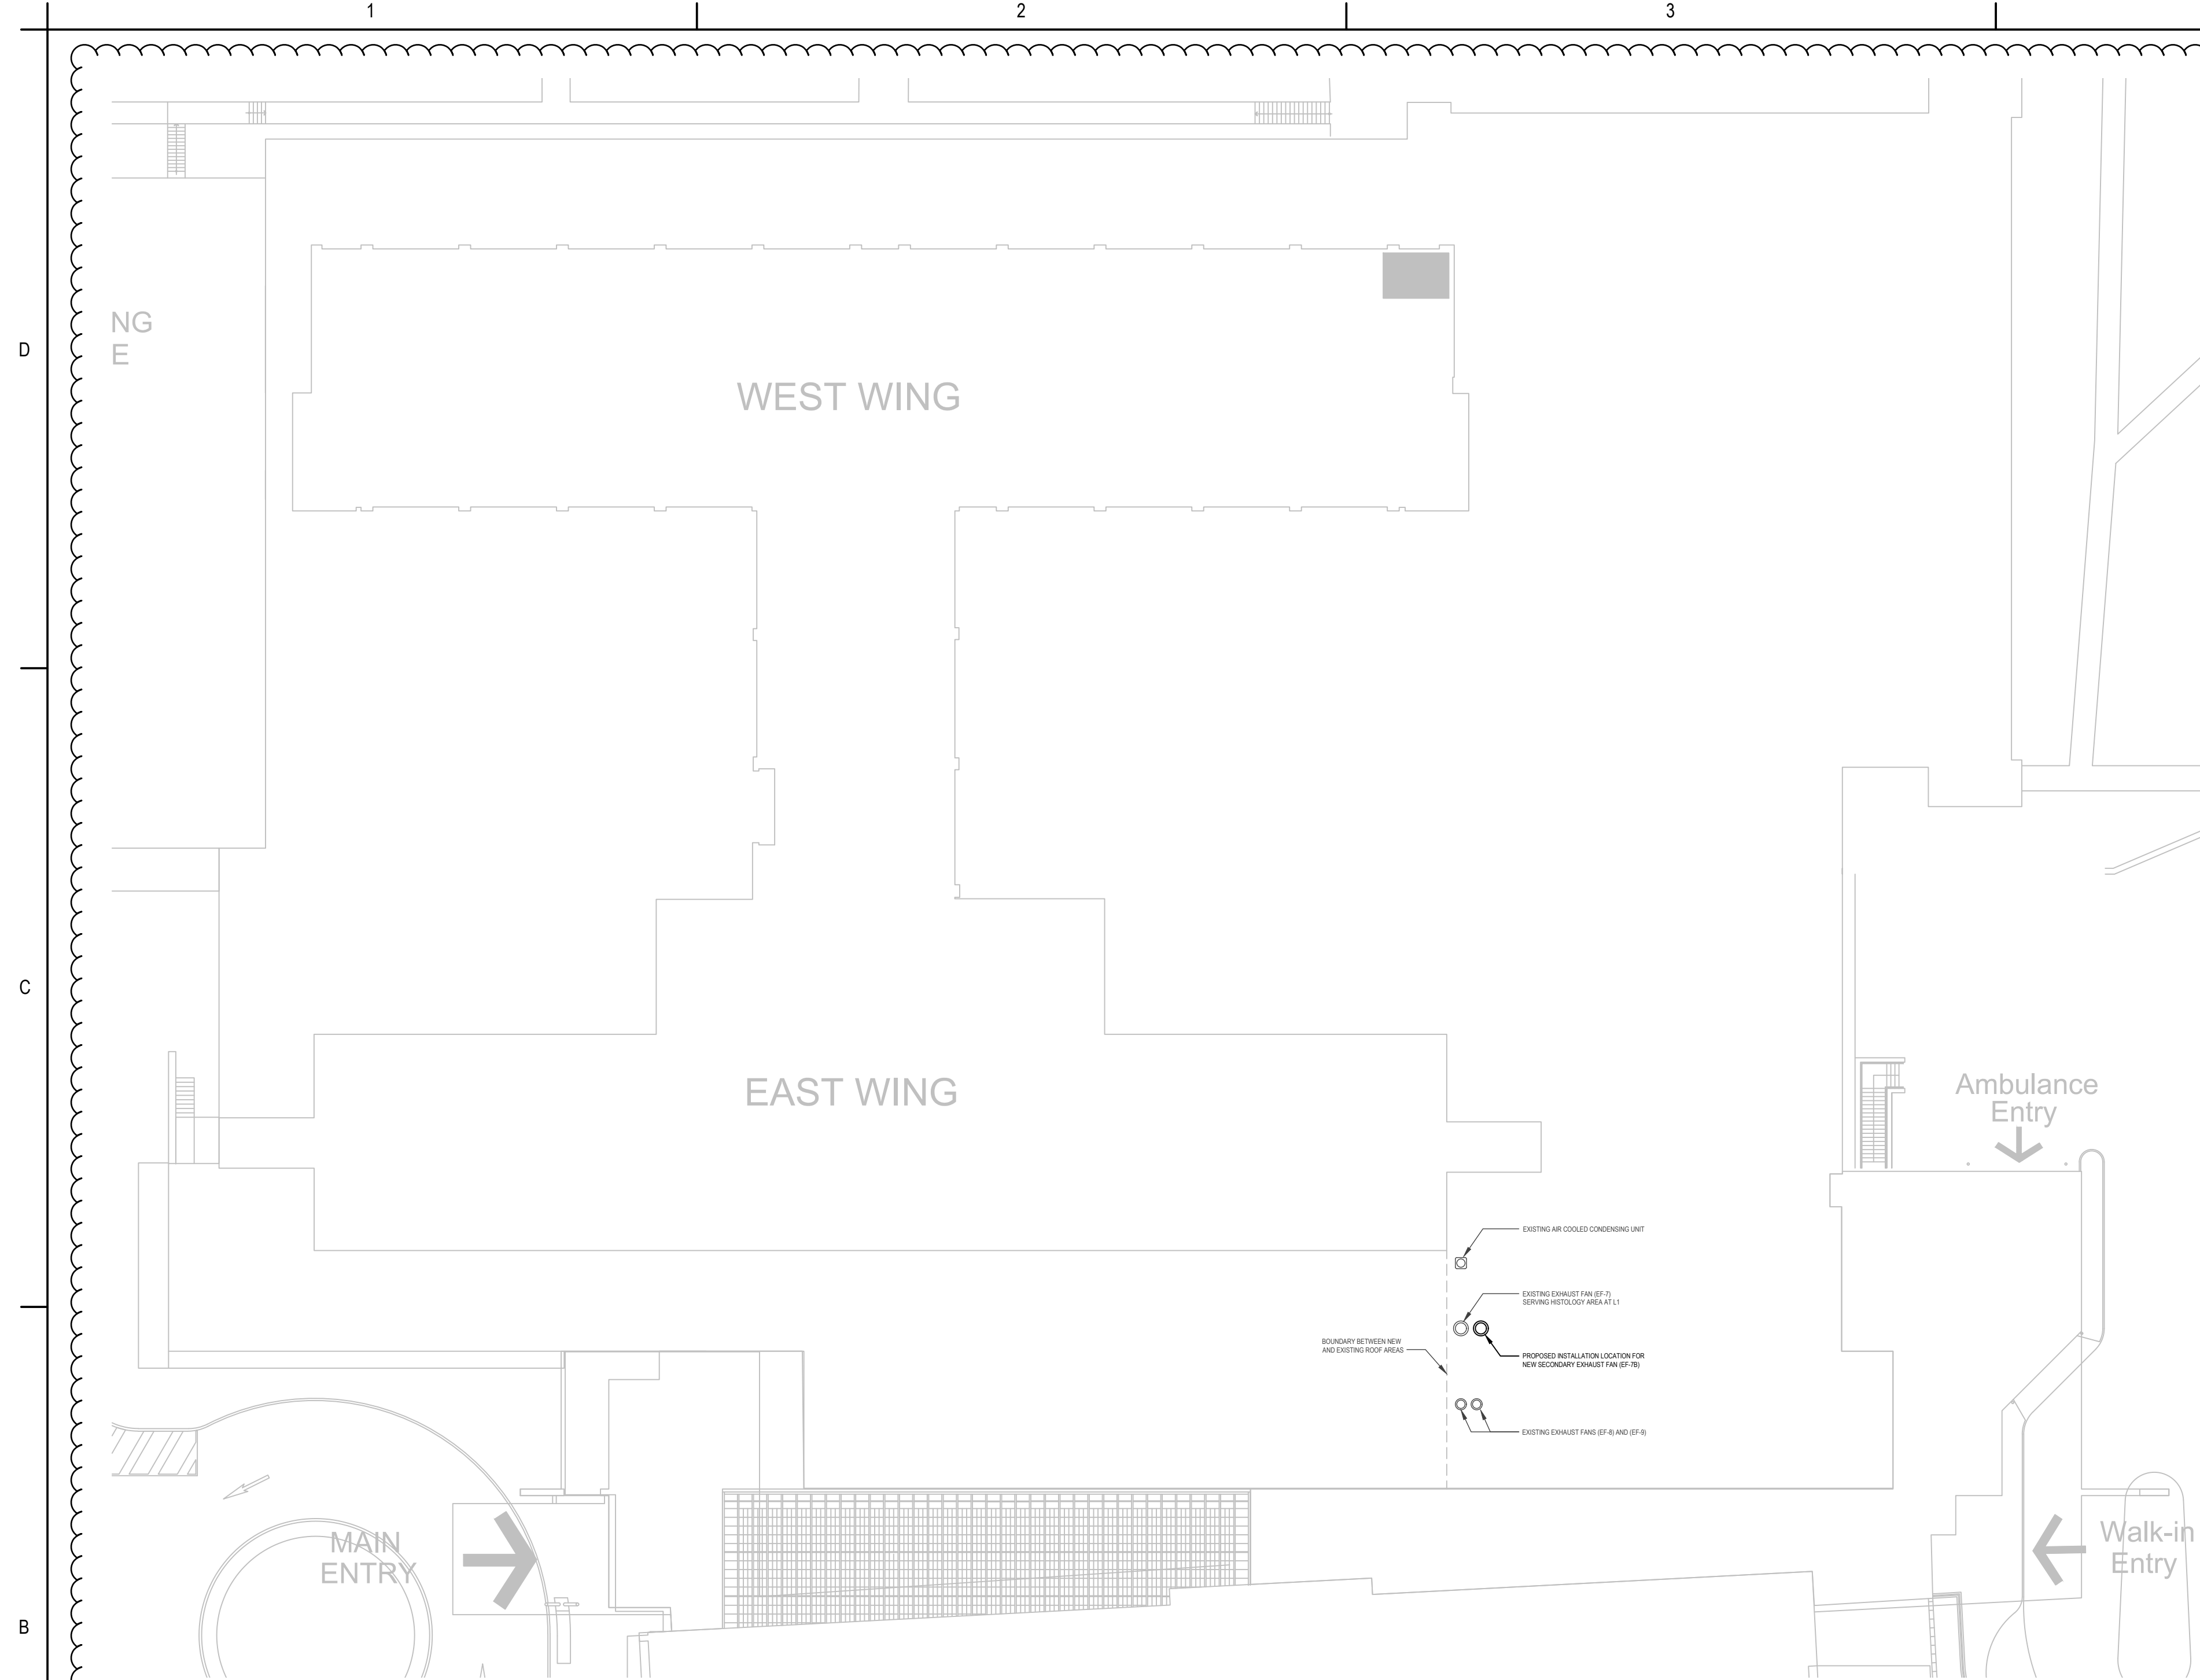 1
2
3
NG
E
D
WEST WING
C
EAST WING
Ambulance
Entry
EXISTING AIR COOLED CONDENSING UNIT
EXISTING EXHAUST FAN (EF-7)
SERVING HISTOLOGY AREA AT L1
BOUNDARY BETWEEN NEW
AND EXISTING ROOF AREAS
PROPOSED INSTALLATION LOCATION FOR
NEW SECONDARY EXHAUST FAN (EF-7B)
EXISTING EXHAUST FANS (EF-8) AND (EF-9)
MAIN
ENTRY
Walk-in
Entry
B